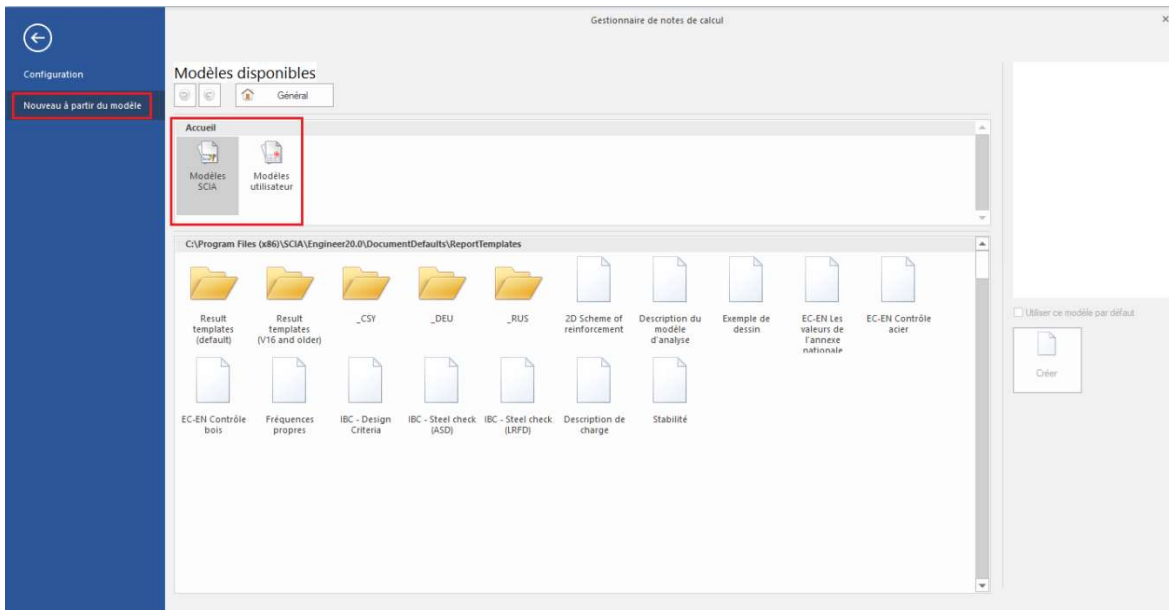 Gestionnaire de notes de calcul
Configuration
Nouveau à partir du modèle
Modèles disponibles
Général
Accueil
Modèles
SCIA
Modèles
utilisateur
C:\Program Files (x86)\SCIA\Engineer20.0\DocumentDefaults\ReportTemplates
Result
templates
(default)
Result
templates
(V16 and older)
_CSY
_DEU
_RUS
2D Scheme of
reinforcement
Description du
modèle
d'analyse
Exemple de
dessin
EC-EN Les
valeurs de
l'annexe
nationale
EC-EN Contrôle
acier
EC-EN Contrôle
bois
Fréquences
propres
IBC - Design
Criteria
IBC - Steel check
(ASD)
IBC - Steel check
(LRFD)
Description de
charge
Stabilité
Utiliser ce modèle par défaut
Créer